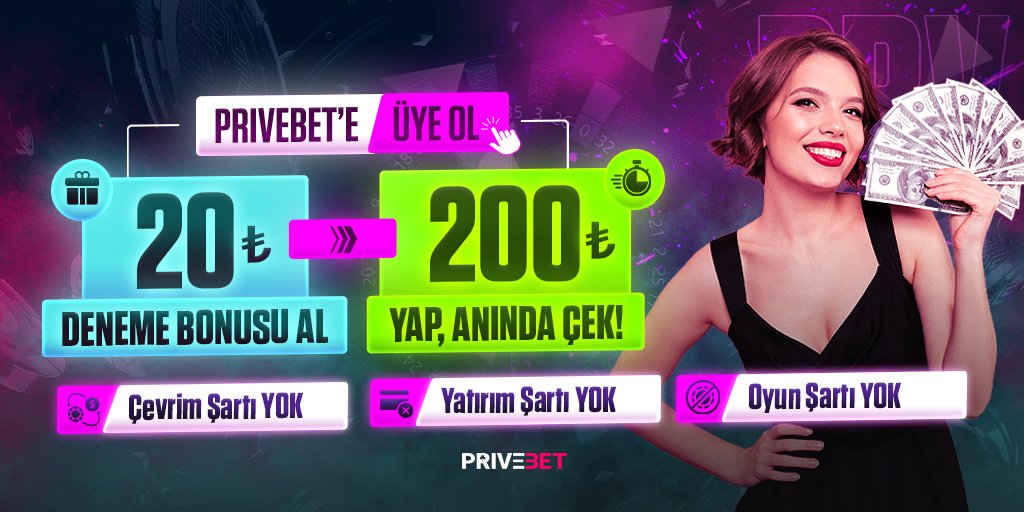 PRIVEBET'E ÜYE OL
20 ₺
DENEME BONUSU AL
200 ₺
YAP, ANINDA ÇEK!
Çevrim Şartı YOK
Yatırım Şartı YOK
Oyun Şartı YOK
PRIVEBET